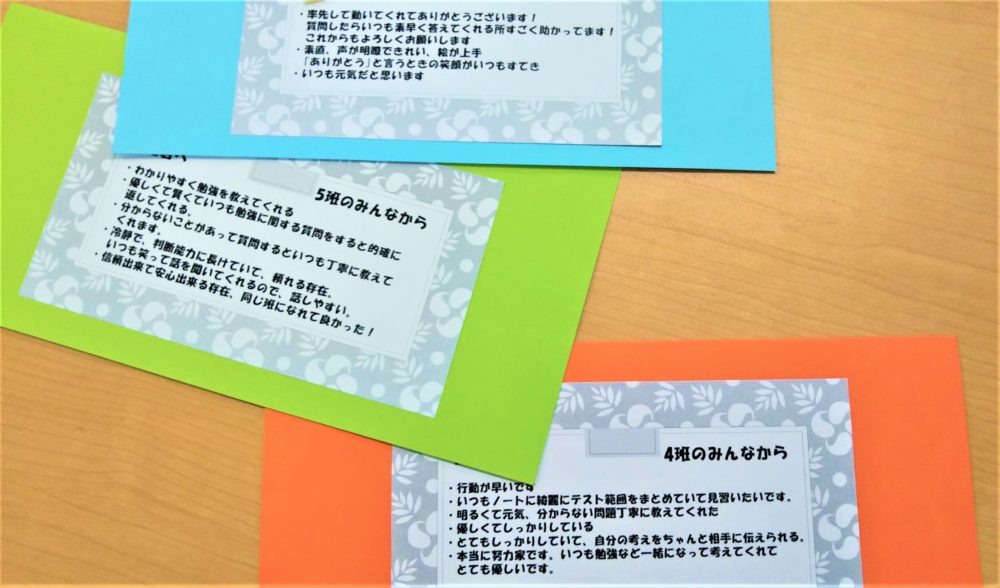 ・率先して動いてくれてありがとうございます！
質問したらいつも素早く答えてくれる所すごく助かってます！
これからもよろしくお願いします
・素直、声が明瞭できれい、絵が上手
「ありがとう」と言うときの笑顔がいつもすてき
・いつも元気だと思います
5班のみんなから
・わかりやすく勉強を教えてくれる
・優しくて賢くていつも勉強に関する質問をすると的確に
返してくれる。
・分からないことがあって質問するといつも丁寧に教えて
くれます。
・冷静で、判断能力に長けていて、頼れる存在。
いつも笑って話を聞いてくれるので、話しやすい。
・信頼出来て安心出来る存在、同じ班になれて良かった！
4班のみんなから
・行動が早いです
・いつもノートに綺麗にテスト範囲をまとめていて見習いたいです。
・明るくて元気、分からない問題丁寧に教えてくれた
・優しくてしっかりしている
・とてもしっかりしていて、自分の考えをちゃんと相手に伝えられる。
・本当に努力家です。いつも勉強など一緒になって考えてくれて
とても優しいです。